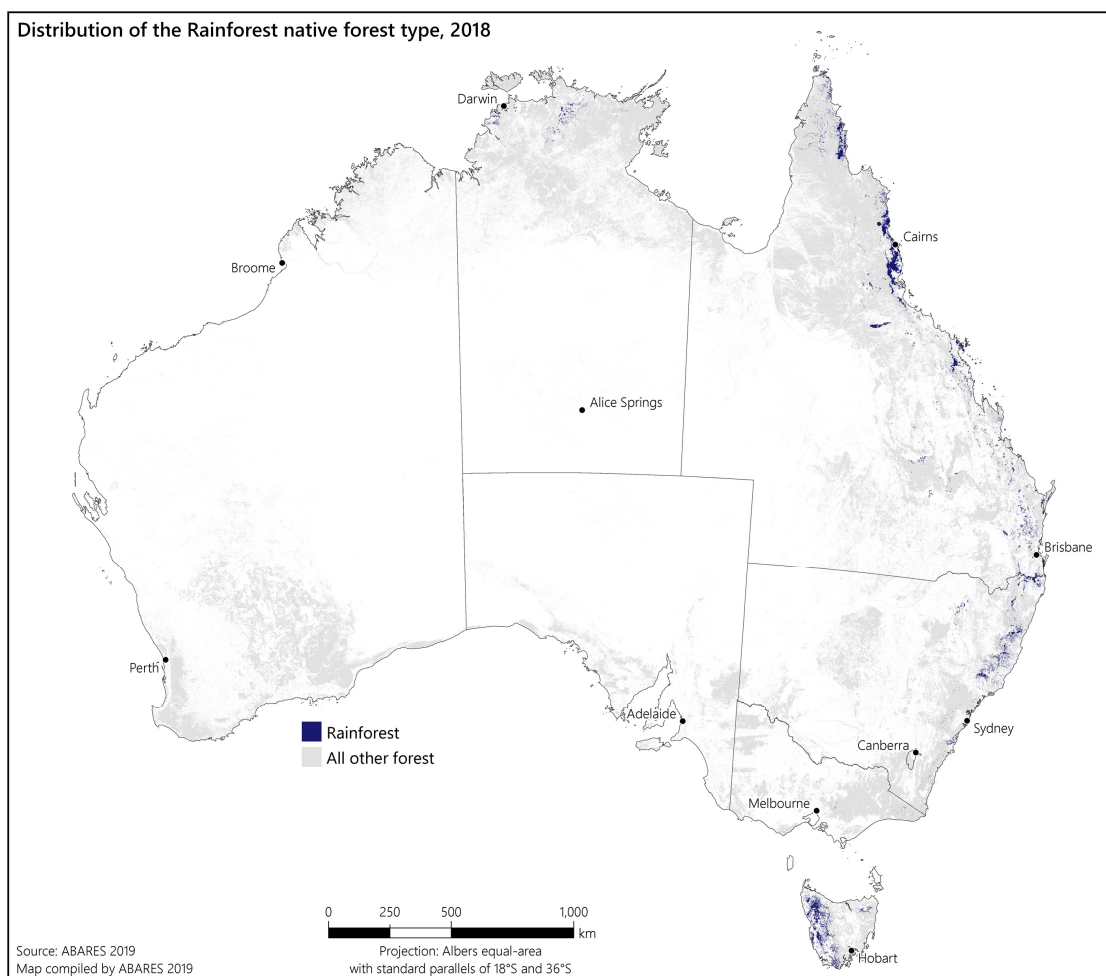 Distribution of the Rainforest native forest type, 2018
Darwin
Cairns
Broome
Alice Springs
Brisbane
Perth
Adelaide
Sydney
Rainforest
All other forest
Canberra
Melbourne
0 250 500 1,000
km
Source: ABARES 2019
Map compiled by ABARES 2019
Projection: Albers equal-area
with standard parallels of 18°S and 36°S
Hobart